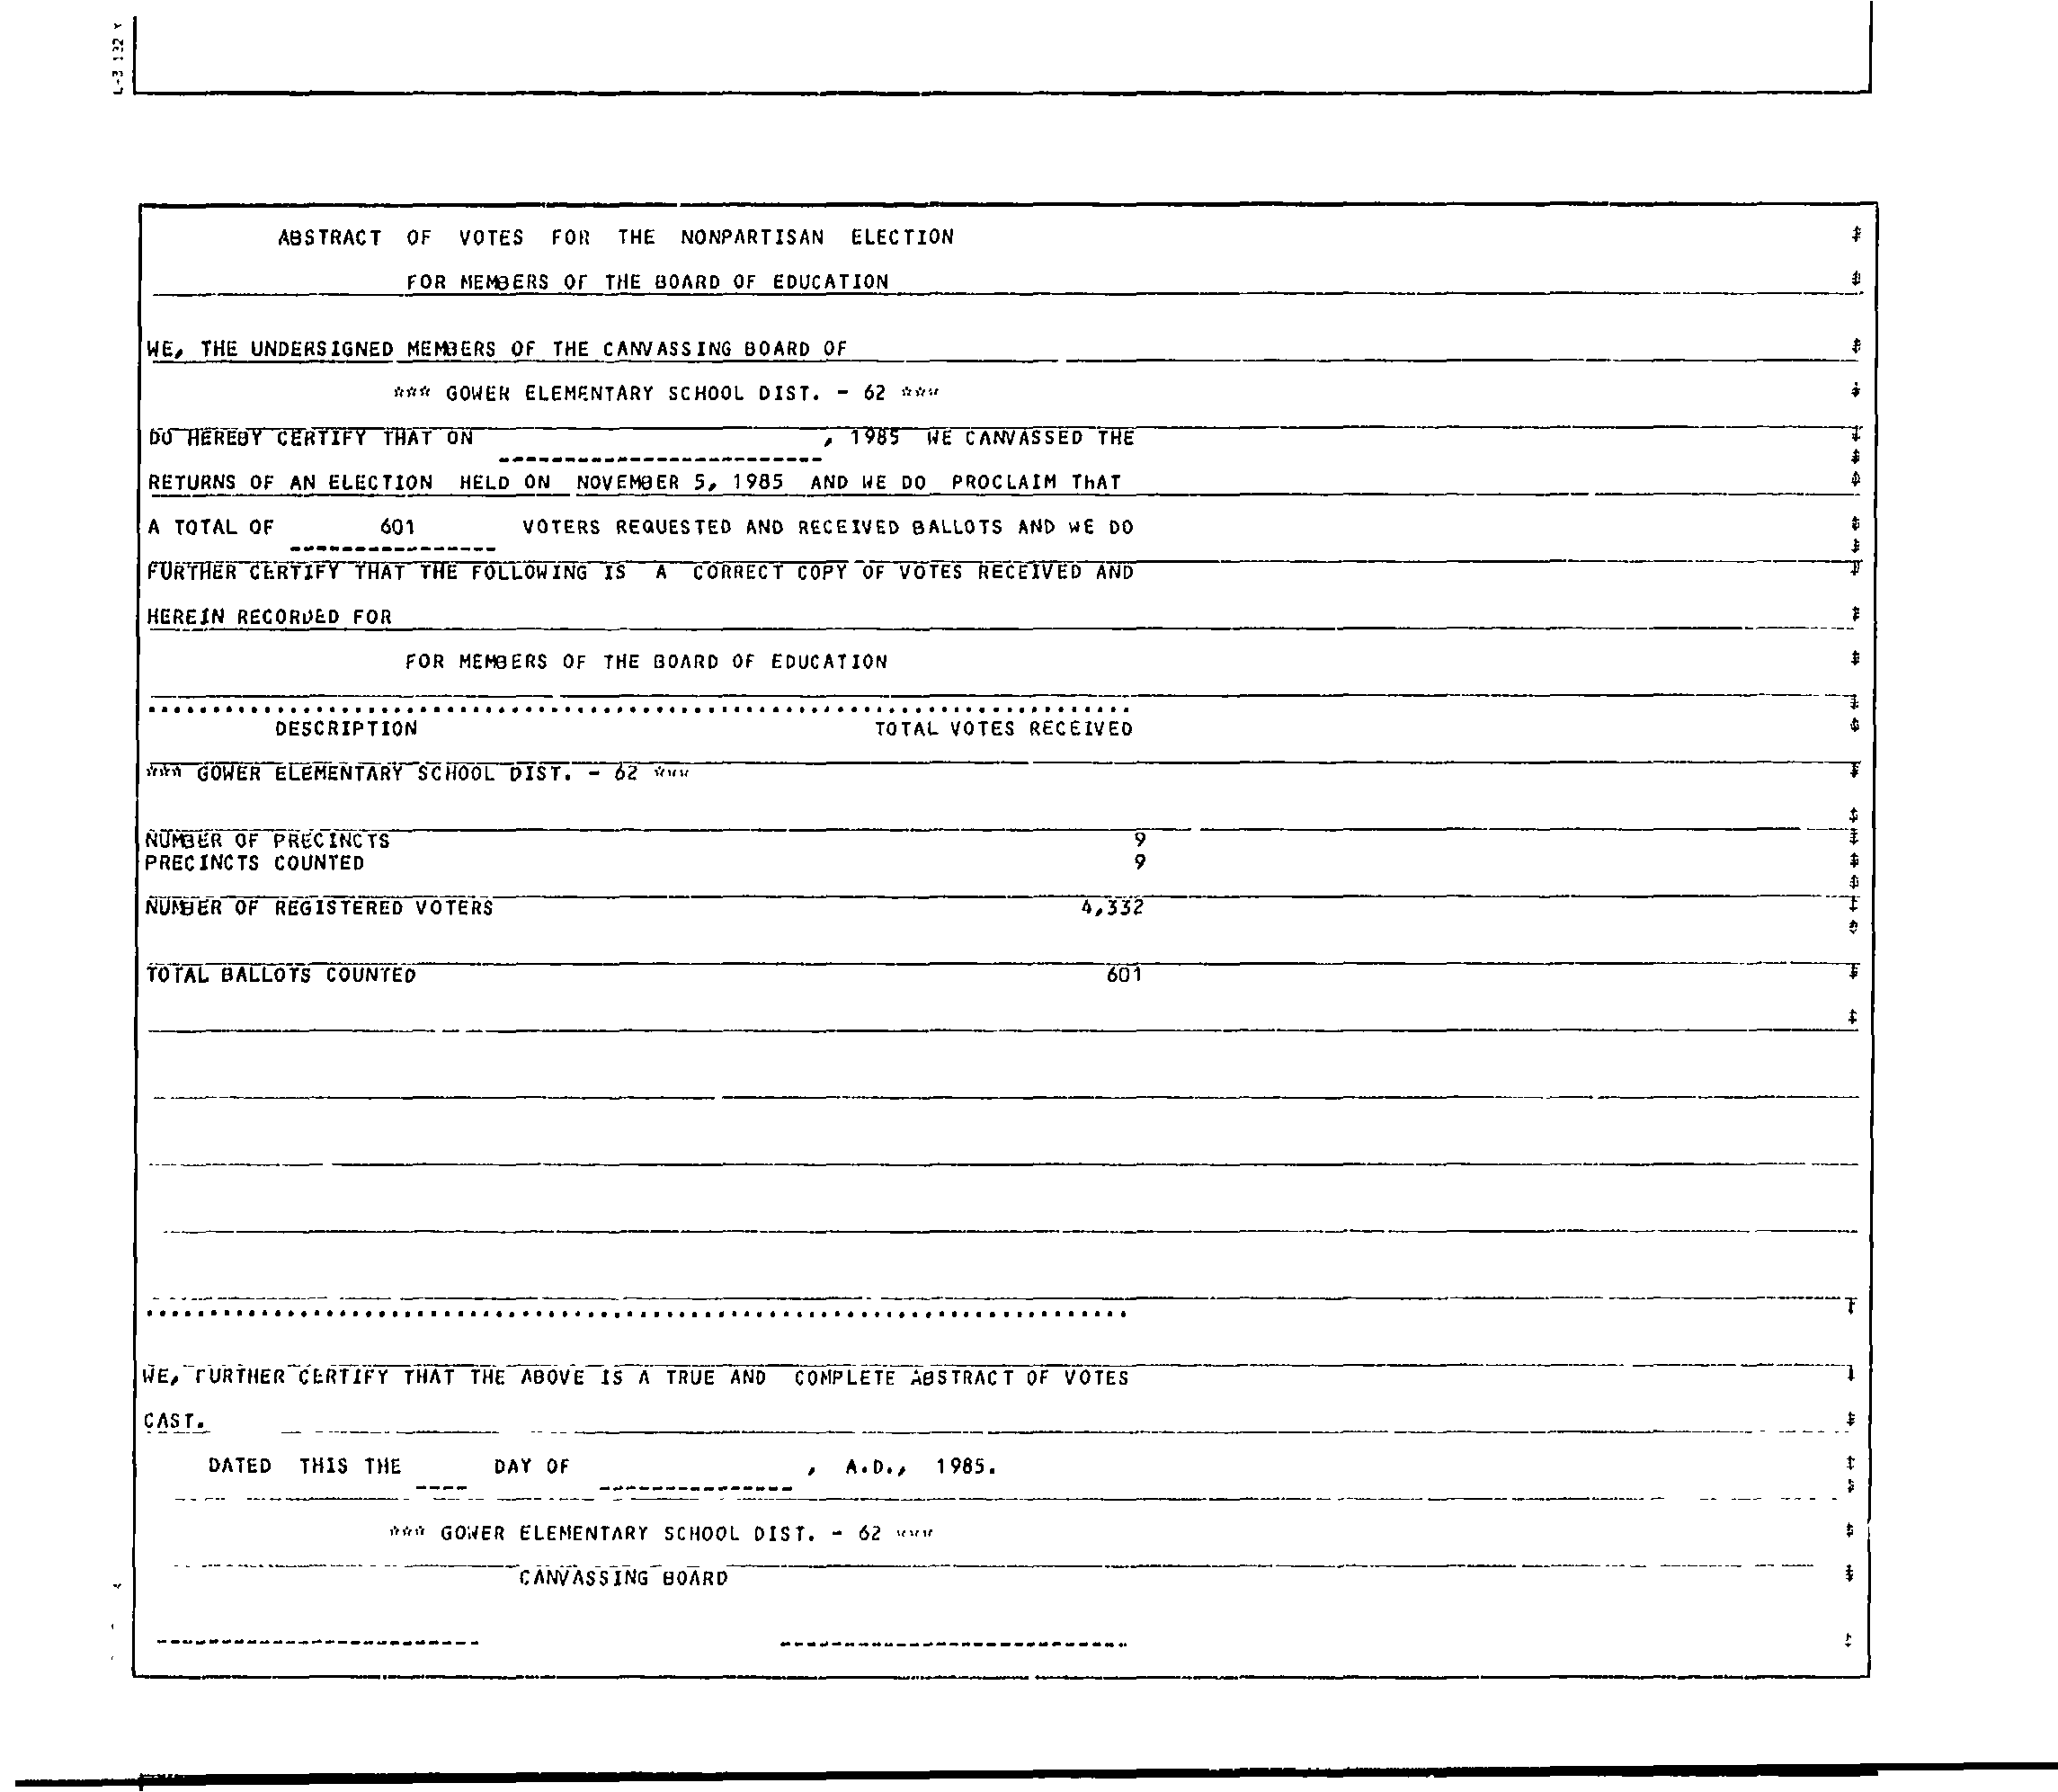 L-3 132 Y
ABSTRACT OF VOTES FOR THE NONPARTISAN ELECTION
FOR MEMBERS OF THE BOARD OF EDUCATION
WE, THE UNDERSIGNED MEMBERS OF THE CANVASSING BOARD OF
*** GOWER ELEMENTARY SCHOOL DIST. - 62 ***
DO HEREBY CERTIFY THAT ON , 1985 WE CANVASSED THE
RETURNS OF AN ELECTION HELD ON NOVEMBER 5, 1985 AND WE DO PROCLAIM THAT
A TOTAL OF 601 VOTERS REQUESTED AND RECEIVED BALLOTS AND WE DO
FURTHER CERTIFY THAT THE FOLLOWING IS A CORRECT COPY OF VOTES RECEIVED AND
HEREIN RECORDED FOR
FOR MEMBERS OF THE BOARD OF EDUCATION
DESCRIPTION TOTAL VOTES RECEIVED
*** GOWER ELEMENTARY SCHOOL DIST. - 62 ***
NUMBER OF PRECINCTS 9
PRECINCTS COUNTED 9
NUMBER OF REGISTERED VOTERS 4,332
TOTAL BALLOTS COUNTED 601
WE, FURTHER CERTIFY THAT THE ABOVE IS A TRUE AND COMPLETE ABSTRACT OF VOTES
CAST.
DATED THIS THE ---- DAY OF , A.D., 1985.
*** GOWER ELEMENTARY SCHOOL DIST. - 62 ***
CANVASSING BOARD